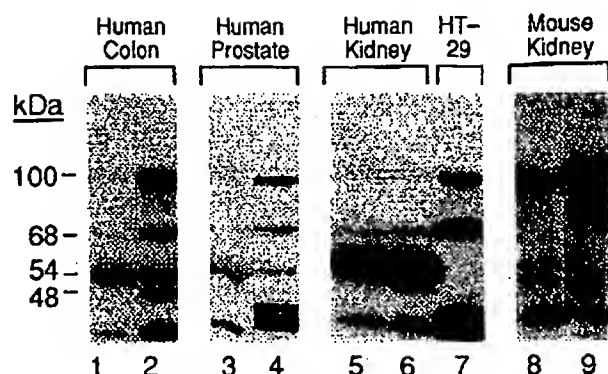 Human Colon
Human Prostate
Human Kidney
HT-29
Mouse Kidney
kDa
100-
68-
54-
48-
1 2 3 4 5 6 7 8 9